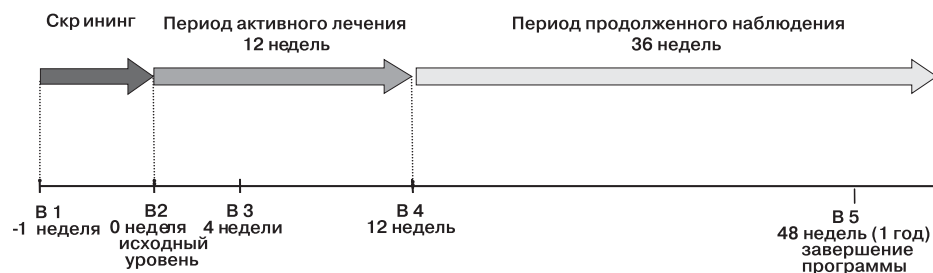 Скрининг
Период активного лечения
12 недель
Период продолженного наблюдения
36 недель
В 1
-1 неделя
В2
0 неделя
исходный
уровень
В 3
4 недели
В 4
12 недель
В 5
48 недель (1 год)
завершение
программы